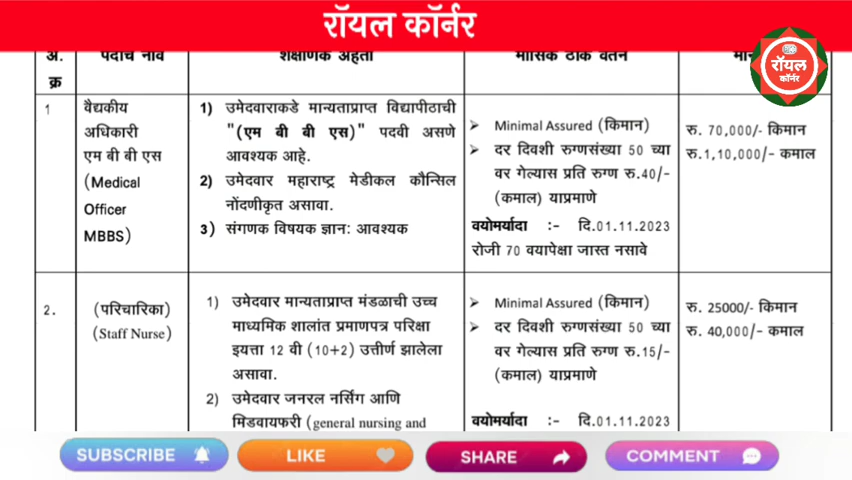 रॉयल कॉर्नर
रॉयल
कॉर्नर
अ.
क्र
पदाचे नाव
शैक्षणिक अर्हता
मासिक ठोक वेतन
1
वैद्यकीय
अधिकारी
एम बी बी एस
(Medical
Officer
MBBS)
1) उमेदवाराकडे मान्यताप्राप्त विद्यापीठाची
"(एम बी बी एस)" पदवी असणे
आवश्यक आहे.
2) उमेदवार महाराष्ट्र मेडीकल कौन्सिल
नोंदणीकृत असावा.
3) संगणक विषयक ज्ञान: आवश्यक
➢ Minimal Assured (किमान)
➢ दर दिवशी रुग्णसंख्या 50 च्या
वर गेल्यास प्रति रुग्ण रु.40/-
(कमाल) याप्रमाणे
वयोमर्यादा :- दि.01.11.2023
रोजी 70 वयापेक्षा जास्त नसावे
रु. 70,000/- किमान
रु.1,10,000/- कमाल
2.
(परिचारिका)
(Staff Nurse)
1) उमेदवार मान्यताप्राप्त मंडळाची उच्च
माध्यमिक शालांत प्रमाणपत्र परिक्षा
इयत्ता 12 वी (10+2) उत्तीर्ण झालेला
असावा.
2) उमेदवार जनरल नर्सिंग आणि
मिडवायफरी (general nursing and
➢ Minimal Assured (किमान)
➢ दर दिवशी रुग्णसंख्या 50 च्या
वर गेल्यास प्रति रुग्ण रु.15/-
(कमाल) याप्रमाणे
वयोमर्यादा :- दि.01.11.2023
रु. 25000/- किमान
रु. 40,000/- कमाल
SUBSCRIBE
LIKE
SHARE
COMMENT